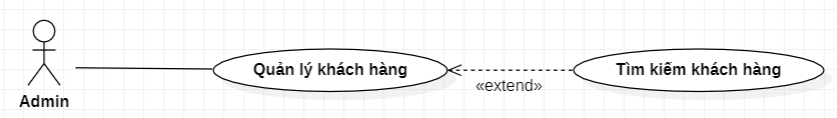 Quản lý khách hàng
Tìm kiếm khách hàng
«extend»
Admin